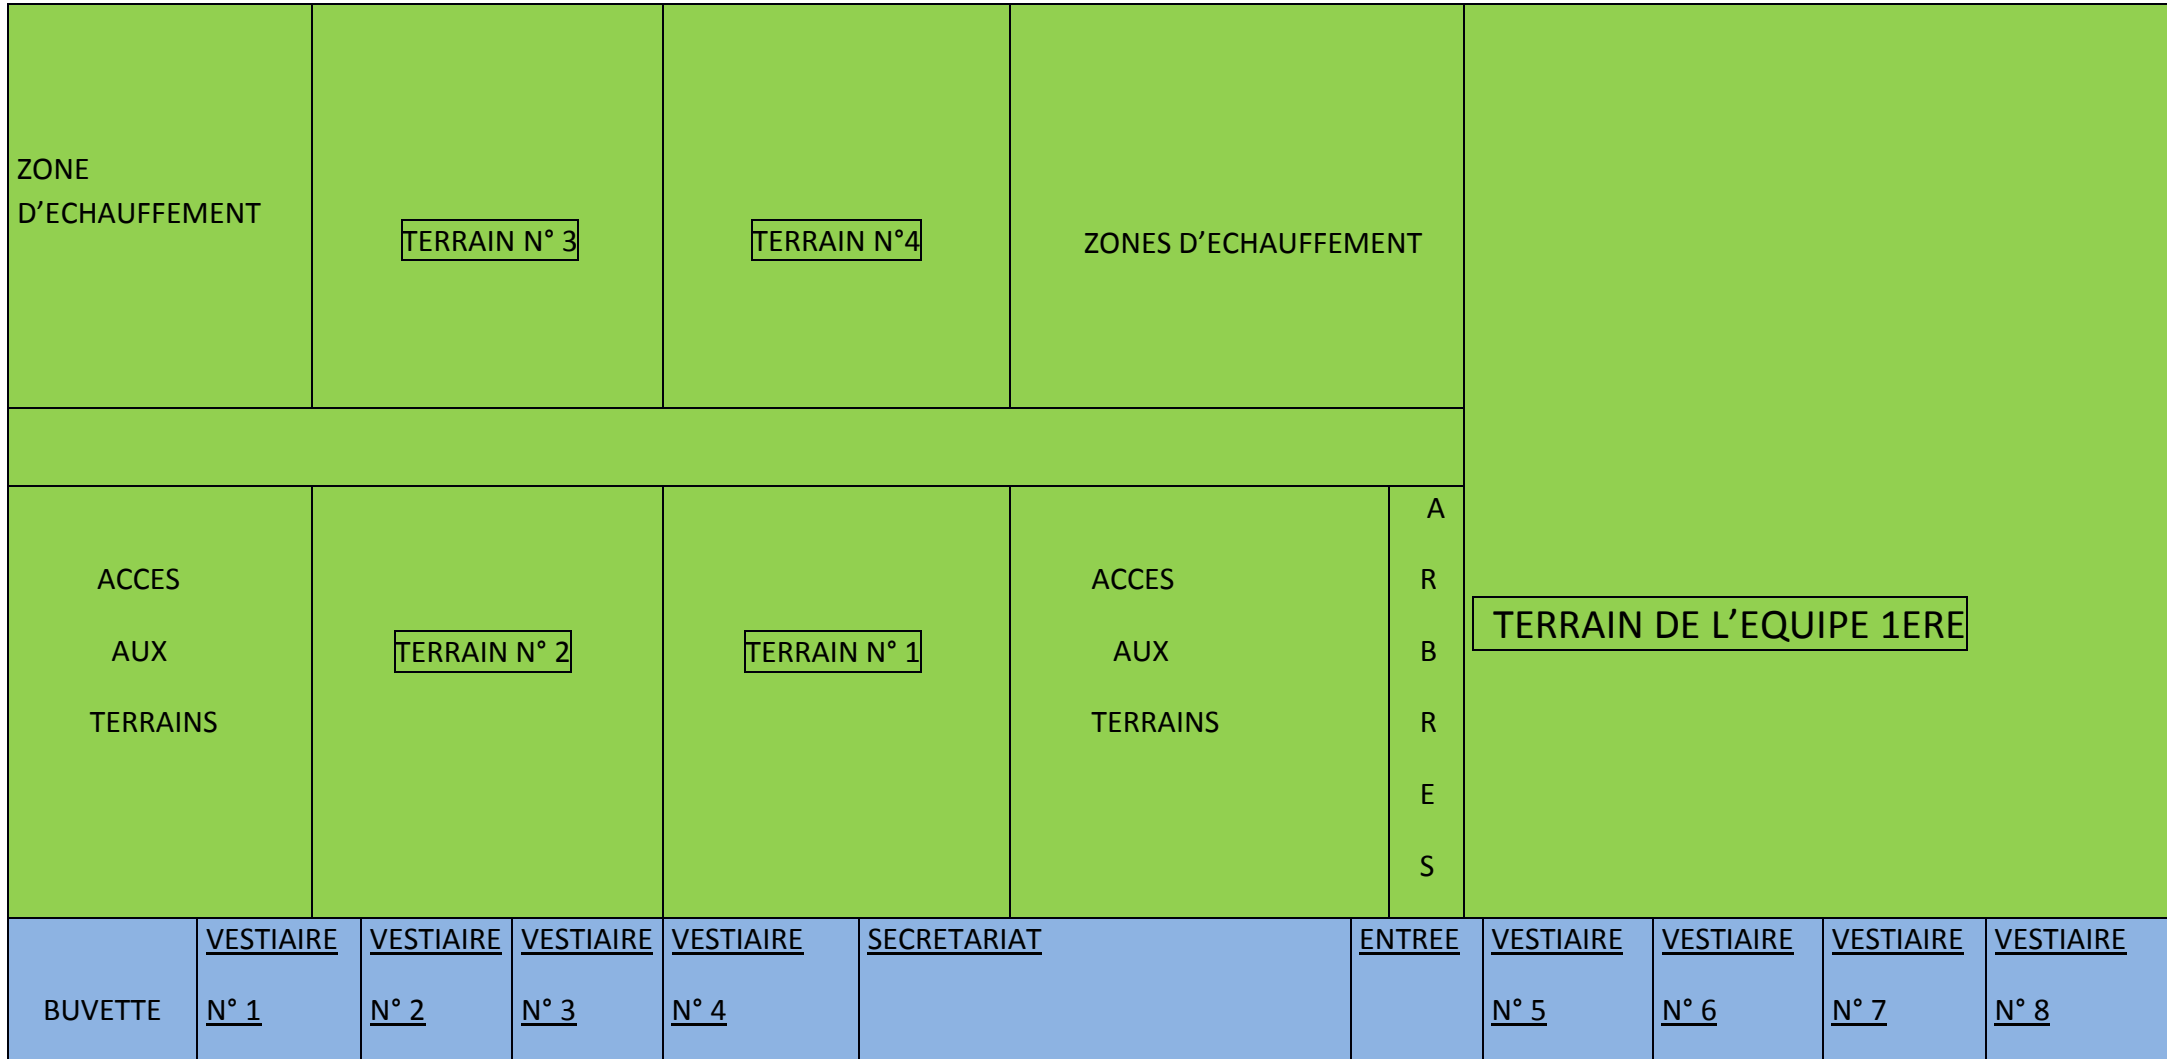 ZONE
D’ECHAUFFEMENT
TERRAIN N° 3
TERRAIN N°4
ZONES D’ECHAUFFEMENT
ACCES
AUX
TERRAINS
TERRAIN N° 2
TERRAIN N° 1
ACCES
AUX
TERRAINS
A
R
B
R
E
S
TERRAIN DE L’EQUIPE 1ERE
BUVETTE
VESTIAIRE
N° 1
VESTIAIRE
N° 2
VESTIAIRE
N° 3
VESTIAIRE
N° 4
SECRETARIAT
ENTREE
VESTIAIRE
N° 5
VESTIAIRE
N° 6
VESTIAIRE
N° 7
VESTIAIRE
N° 8